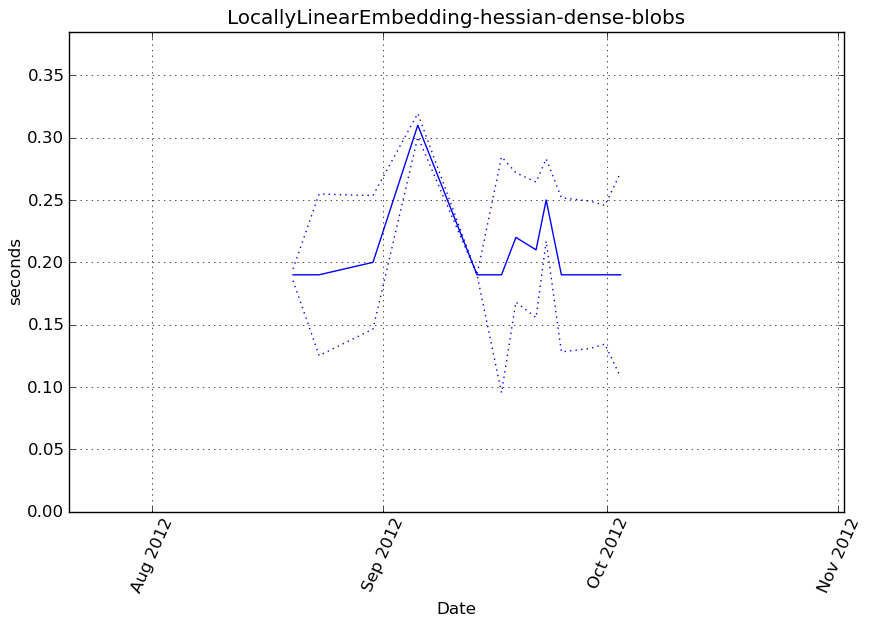 LocallyLinearEmbedding-hessian-dense-blobs
0.35
0.30
0.25
0.20
0.15
0.10
0.05
0.00
seconds
Aug 2012
Sep 2012
Oct 2012
Nov 2012
Date